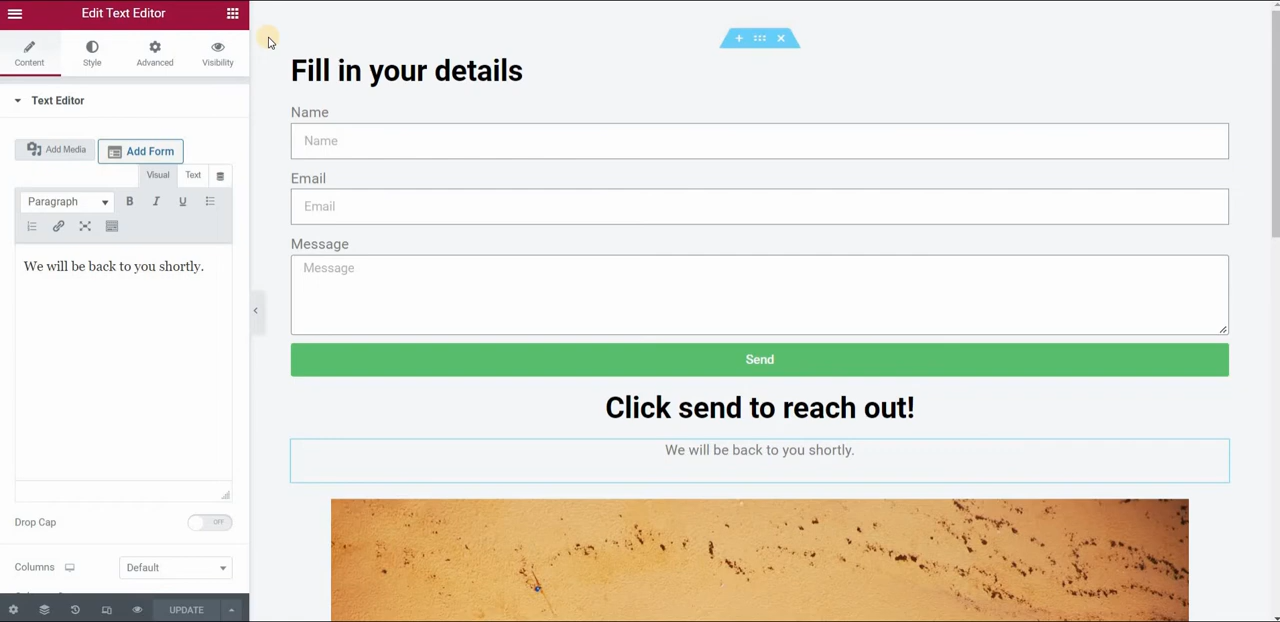 Edit Text Editor
Content
Style
Advanced
Visibility
Text Editor
Add Media
Add Form
Visual
Text
Paragraph
B
I
U
We will be back to you shortly.
Drop Cap
OFF
Columns
Default
UPDATE
Fill in your details
Name
Name
Email
Email
Message
Message
Send
Click send to reach out!
We will be back to you shortly.